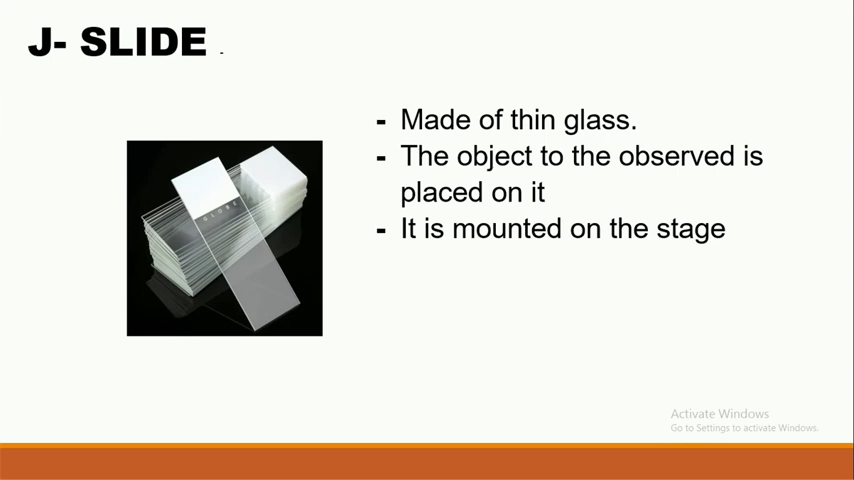 J- SLIDE -
- Made of thin glass.
- The object to the observed is
placed on it
- It is mounted on the stage
GLOBE
Activate Windows
Go to Settings to activate Windows.